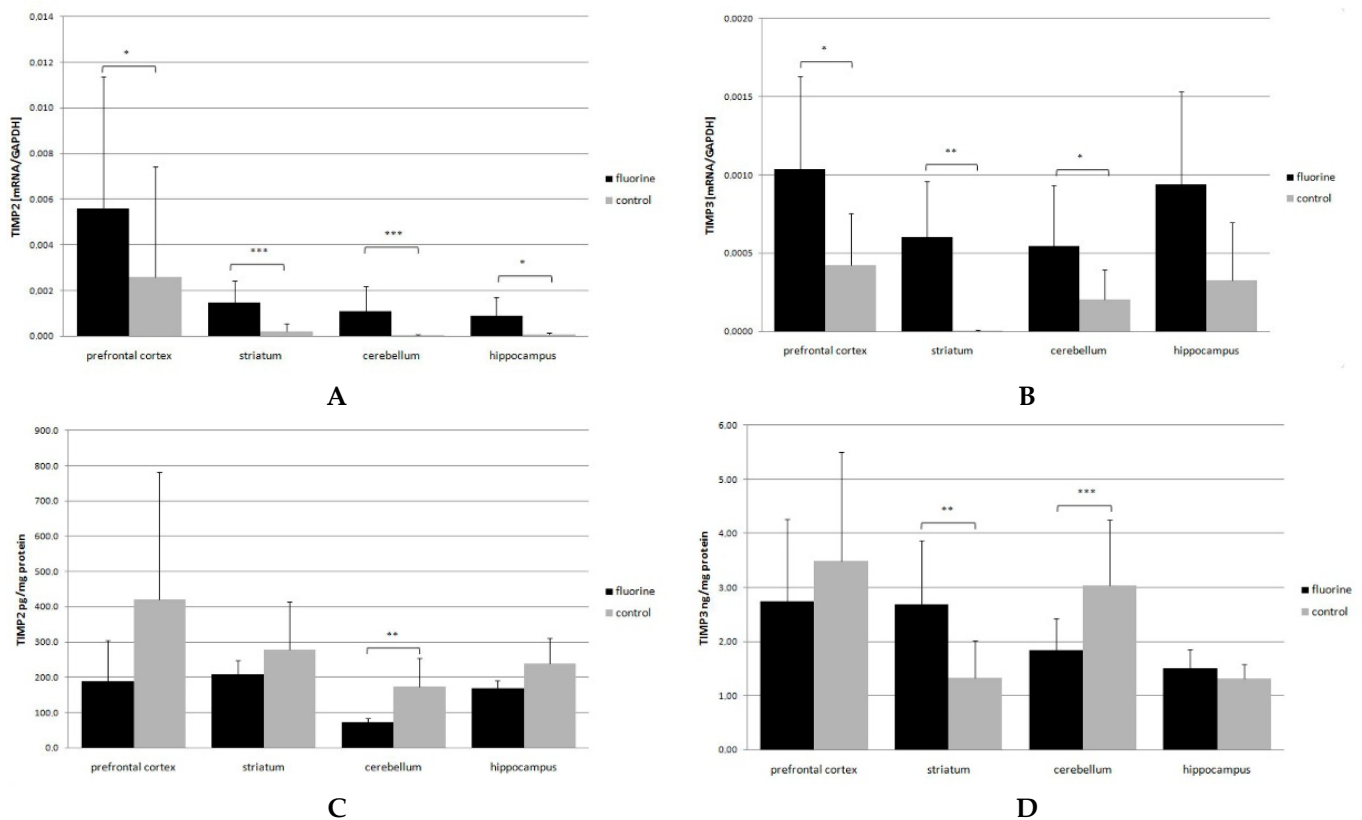 TIMP2 [mRNA/GAPDH]
0.014
0.012
0.010
0.008
0.006
0.004
0.002
0.000
*
***
***
*
prefrontal cortex striatum cerebellum hippocampus
fluorine
control
A
TIMP3 [mRNA/GAPDH]
0.0020
0.0015
0.0010
0.0005
0.0000
*
**
*
prefrontal cortex striatum cerebellum hippocampus
fluorine
control
B
TIMP2 pg/mg protein
900.0
800.0
700.0
600.0
500.0
400.0
300.0
200.0
100.0
0.0
**
prefrontal cortex striatum cerebellum hippocampus
fluorine
control
C
TIMP3 ng/mg protein
6.00
5.00
4.00
3.00
2.00
1.00
0.00
**
***
prefrontal cortex striatum cerebellum hippocampus
fluorine
control
D